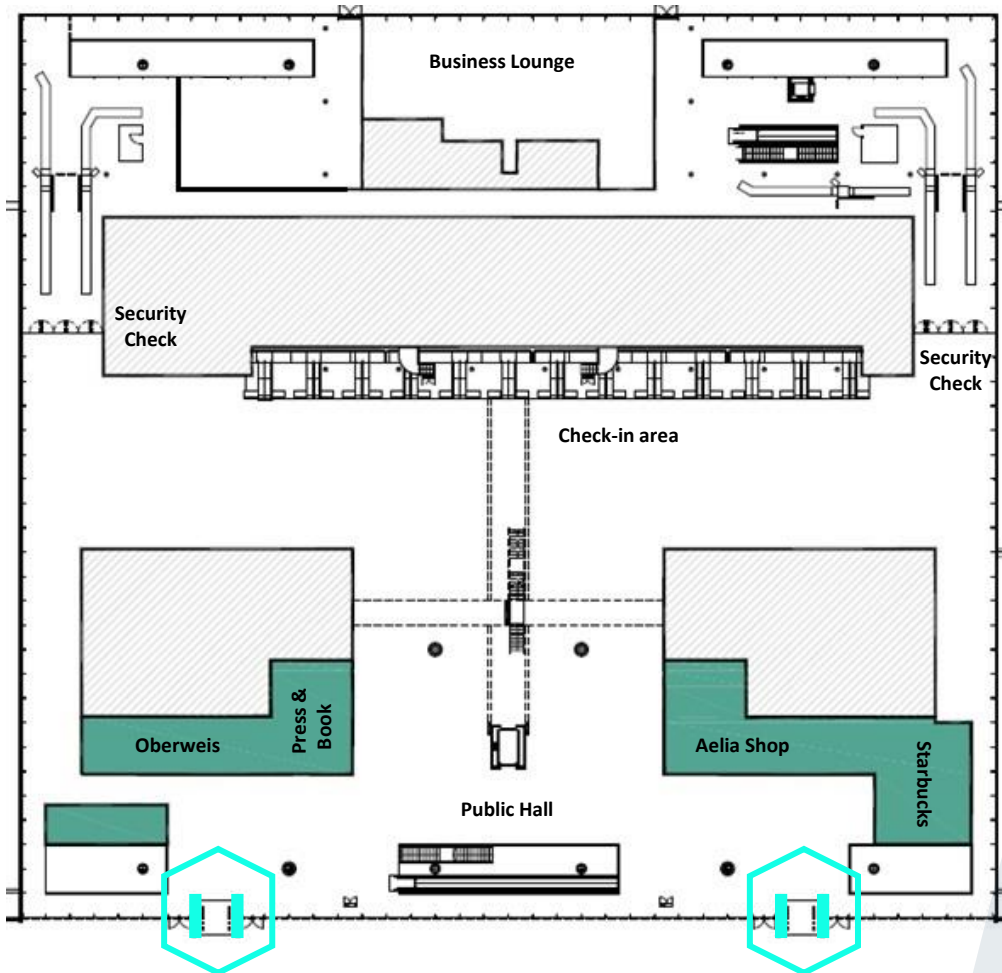 Business Lounge
Security
Check
Security
Check
Check-in area
Press &
Book
Oberweis
Aelia Shop
Starbucks
Public Hall